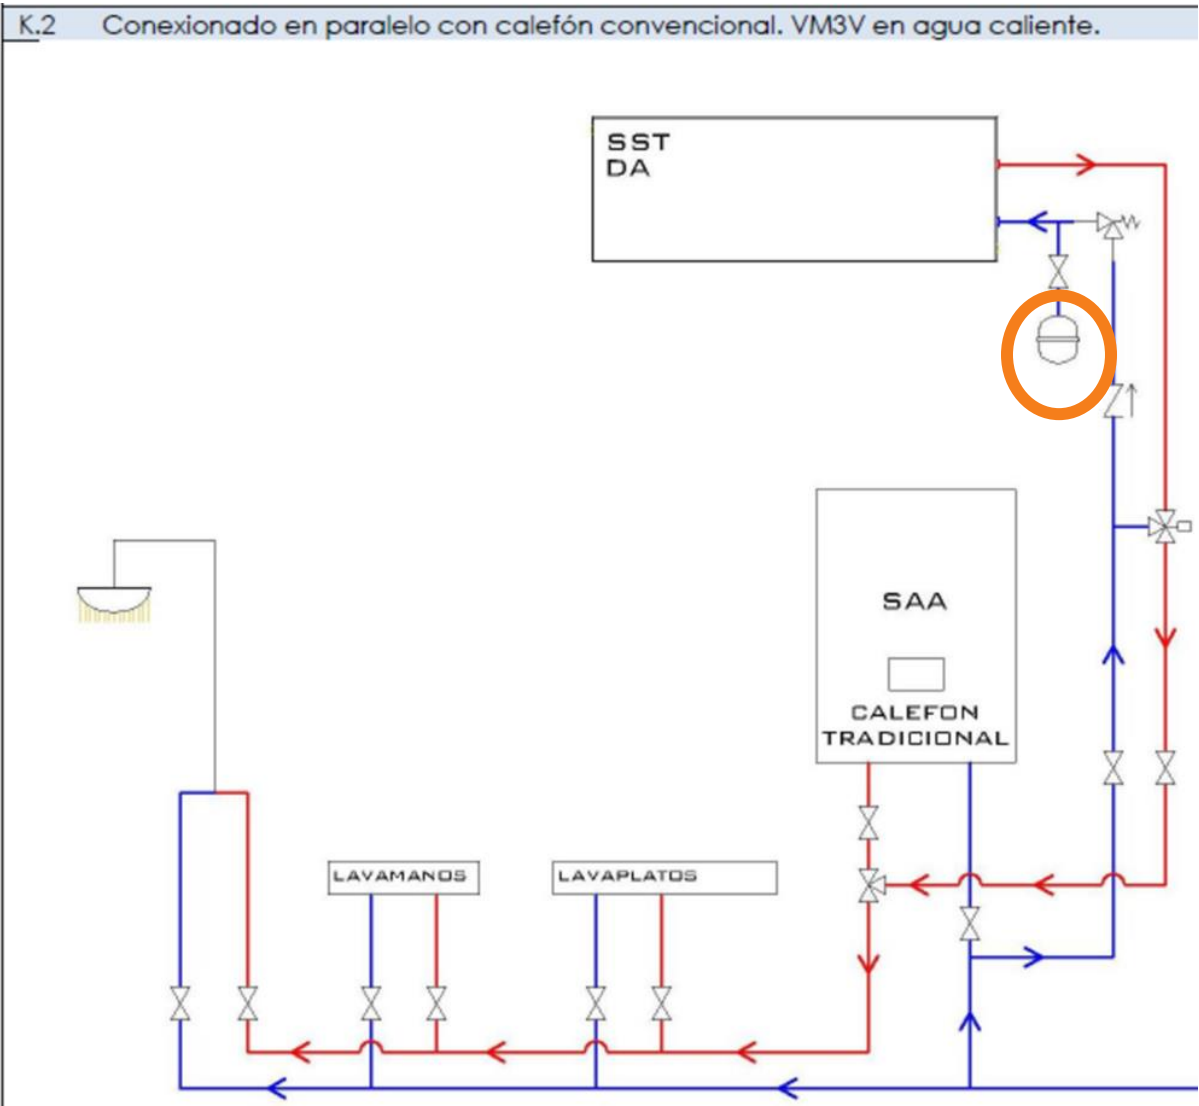 K.2 Conexionado en paralelo con calefón convencional. VM3V en agua caliente.
SST
DA
SAA
CALEFON
TRADICIONAL
LAVAMANOS
LAVAPLATOS